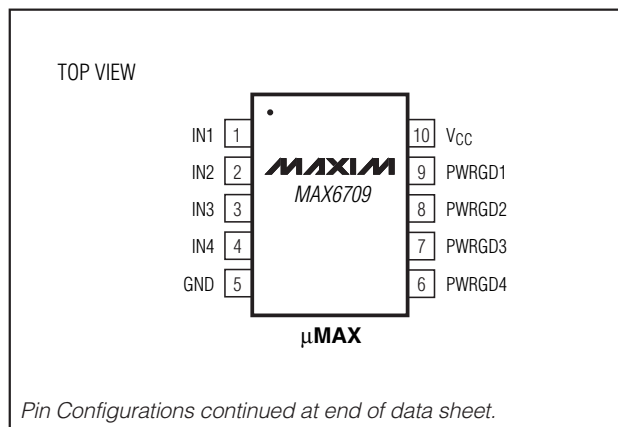 TOP VIEW
IN1 1 10 VCC
IN2 2 MAXIM 9 PWRGD1
MAX6709
IN3 3 8 PWRGD2
IN4 4 7 PWRGD3
GND 5 6 PWRGD4
µMAX
Pin Configurations continued at end of data sheet.